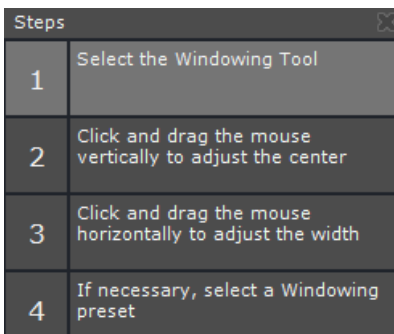 Steps
1
Select the Windowing Tool
2
Click and drag the mouse
vertically to adjust the center
3
Click and drag the mouse
horizontally to adjust the width
4
If necessary, select a Windowing
preset